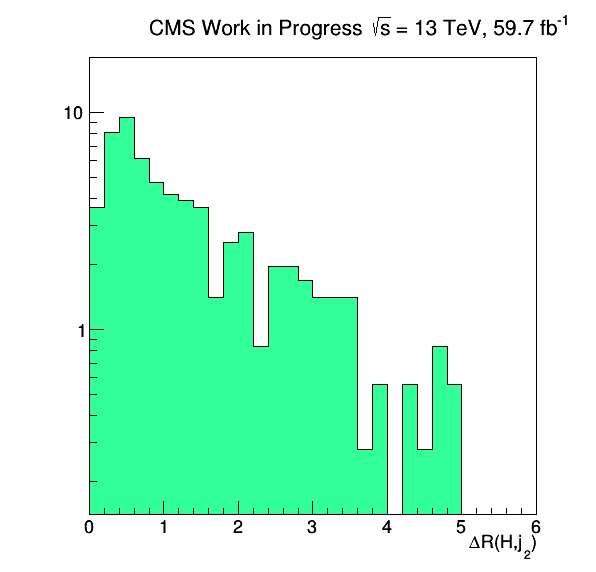 CMS Work in Progress √s = 13 TeV, 59.7 fb⁻¹
10
1
0 1 2 3 4 5 6
ΔR(H,j₂)